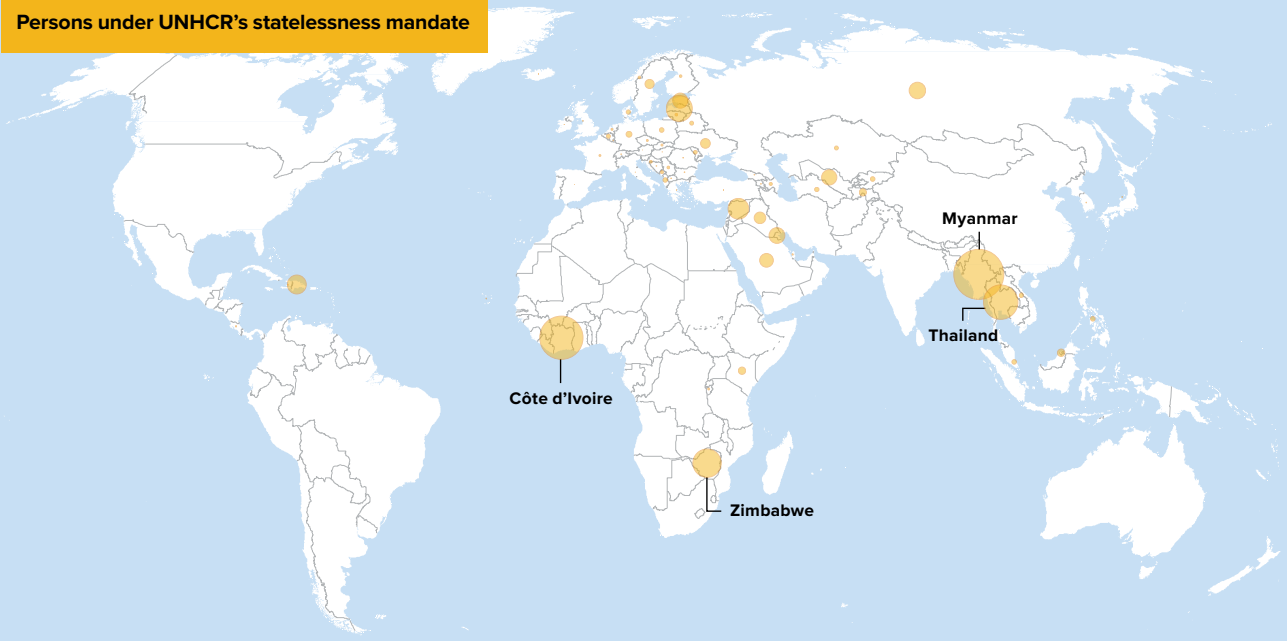 Persons under UNHCR’s statelessness mandate
Myanmar
Thailand
Côte d’Ivoire
Zimbabwe